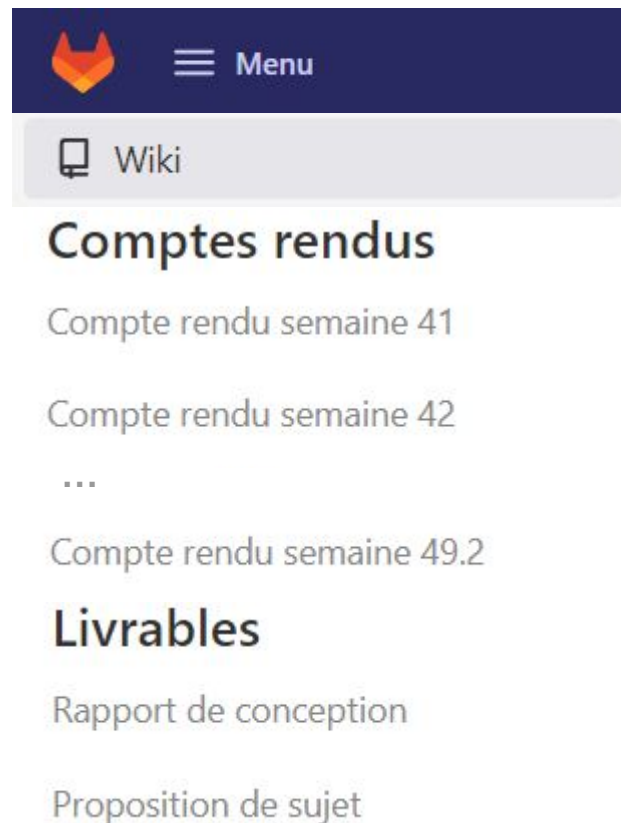 Menu
Wiki
Comptes rendus
Compte rendu semaine 41
Compte rendu semaine 42
...
Compte rendu semaine 49.2
Livrables
Rapport de conception
Proposition de sujet